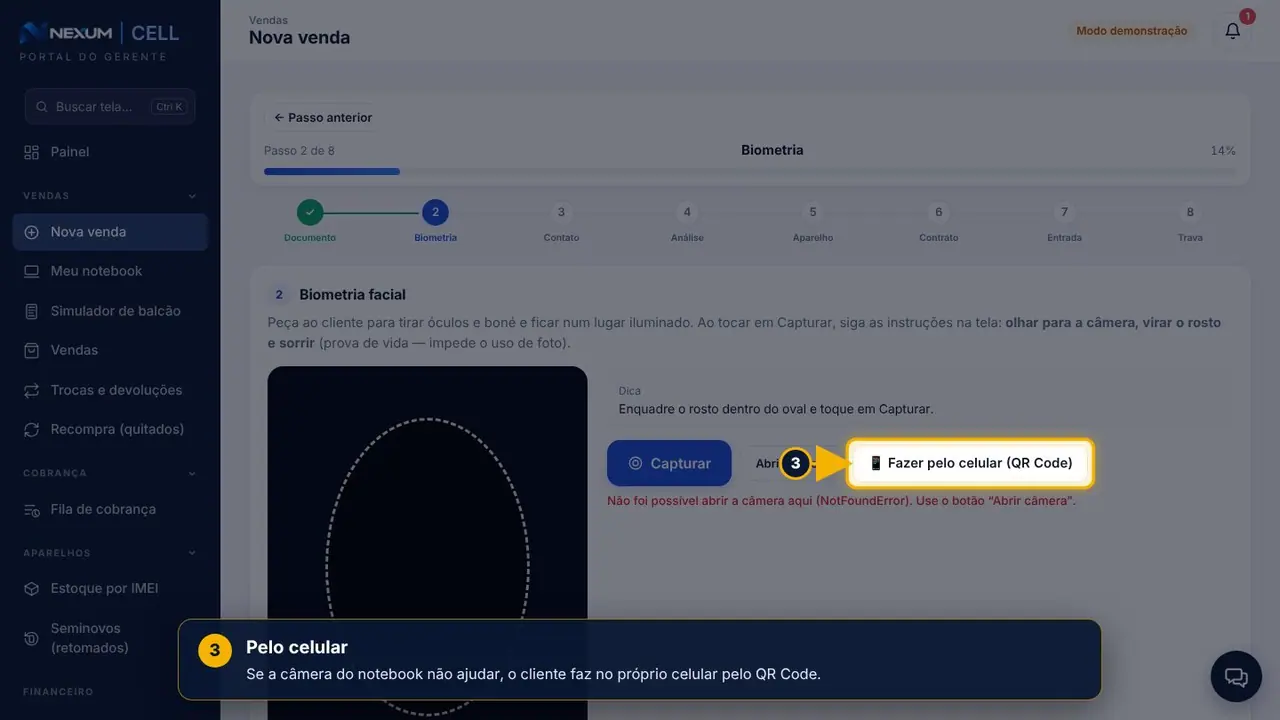 NEXUM | CELL
PORTAL DO GERENTE
Buscar tela... Ctrl K
Painel
VENDAS
Nova venda
Meu notebook
Simulador de balcão
Vendas
Trocas e devoluções
Recompra (quitados)
COBRANÇA
Fila de cobrança
APARELHOS
Estoque por IMEI
Seminovos
(retomados)
FINANCEIRO
Vendas
Nova venda
Modo demonstração
1
← Passo anterior
Passo 2 de 8
Biometria
14%
2 3 4 5 6 7 8
Documento Biometria Contato Análise Aparelho Contrato Entrada Trava
2 Biometria facial
Peça ao cliente para tirar óculos e boné e ficar num lugar iluminado. Ao tocar em Capturar, siga as instruções na tela: olhar para a câmera, virar o rosto
e sorrir (prova de vida — impede o uso de foto).
Dica
Enquadre o rosto dentro do oval e toque em Capturar.
Capturar
3
Fazer pelo celular (QR Code)
Não foi possível abrir a câmera aqui (NotFoundError). Use o botão "Abrir câmera".
3 Pelo celular
Se a câmera do notebook não ajudar, o cliente faz no próprio celular pelo QR Code.